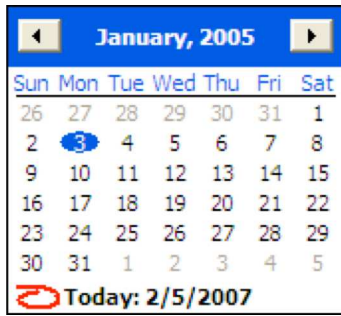 January, 2005
Sun Mon Tue Wed Thu Fri Sat
26 27 28 29 30 31 1
2 3 4 5 6 7 8
9 10 11 12 13 14 15
16 17 18 19 20 21 22
23 24 25 26 27 28 29
30 31 1 2 3 4 5
Today: 2/5/2007